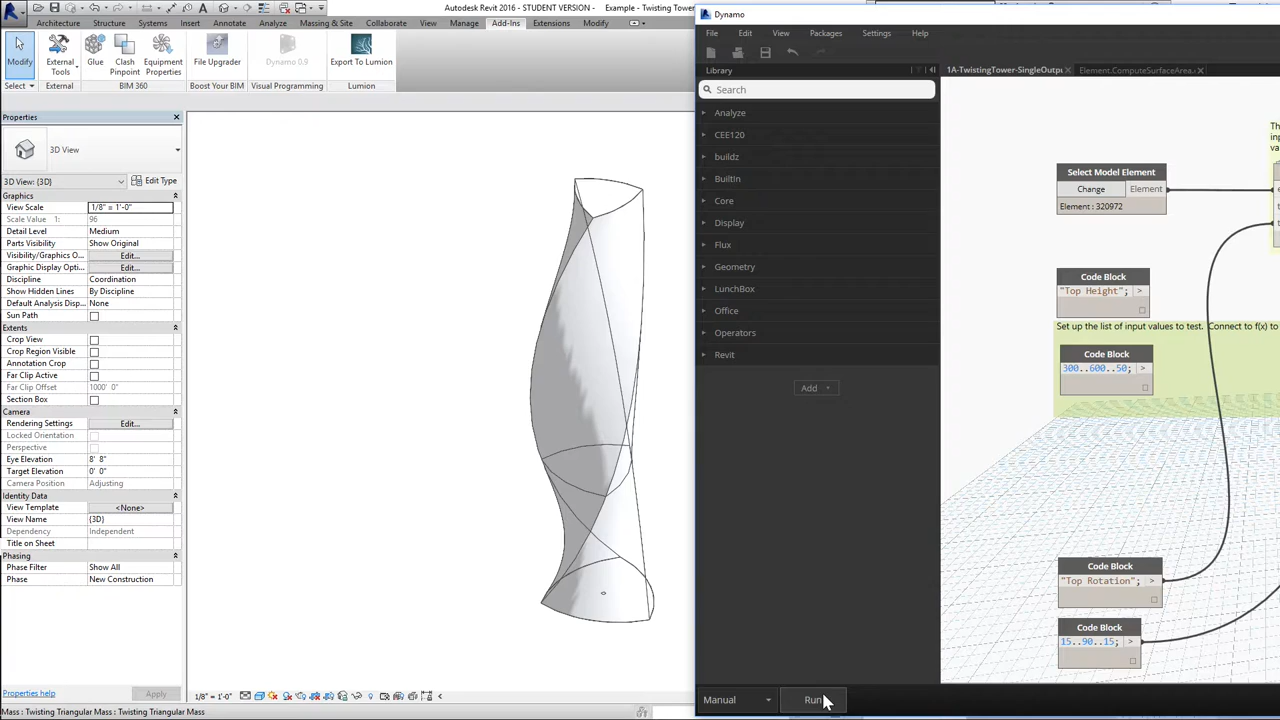 Autodesk Revit 2016 - STUDENT VERSION - Example - Twisting Tower
Architecture Structure Systems Insert Annotate Analyze Massing & Site Collaborate View Manage Add-Ins Extensions Modify
Modify External Tools Glue Clash Pinpoint Equipment Properties File Upgrader Dynamo 0.9 Export To Lumion
Select External BIM 360 Boost Your BIM Visual Programming Lumion
Properties
3D View
3D View: {3D} Edit Type
Graphics
View Scale 1/8" = 1'-0"
Scale Value 1: 96
Detail Level Medium
Parts Visibility Show Original
Visibility/Graphics O... Edit...
Graphic Display Opti... Edit...
Discipline Coordination
Show Hidden Lines By Discipline
Default Analysis Disp... None
Sun Path
Extents
Crop View
Crop Region Visible
Annotation Crop
Far Clip Active
Far Clip Offset 1000' 0"
Section Box
Camera
Rendering Settings Edit...
Locked Orientation
Perspective
Eye Elevation 8' 8"
Target Elevation 0' 0"
Camera Position Adjusting
Identity Data
View Template <None>
View Name {3D}
Dependency Independent
Title on Sheet
Phasing
Phase Filter Show All
Phase New Construction
Properties help Apply
1/8" = 1'-0"
Mass : Twisting Triangular Mass : Twisting Triangular Mass
Dynamo
File Edit View Packages Settings Help
Library
Search
Analyze
CEE120
buildz
BuiltIn
Core
Display
Flux
Geometry
LunchBox
Office
Operators
Revit
Add
Manual Run
1A-TwistingTower-SingleOutpu Element.ComputeSurfaceArea.c
Select Model Element
Change Element
Element : 320972
Code Block
"Top Height"; >
Set up the list of input values to test. Connect to f(x) to
Code Block
300..600..50; >
Code Block
"Top Rotation"; >
Code Block
15..90..15; >